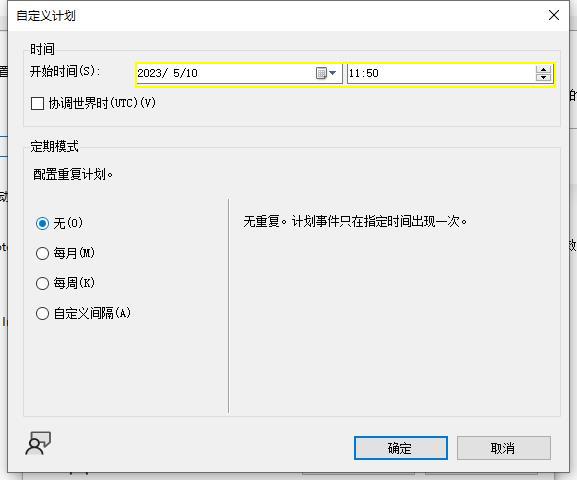 自定义计划
时间
开始时间(S):
2023/ 5/10
11:50
协调世界时(UTC)(V)
定期模式
配置重复计划。
无(O)
无重复。计划事件只在指定时间出现一次。
每月(M)
每周(K)
自定义间隔(A)
确定
取消